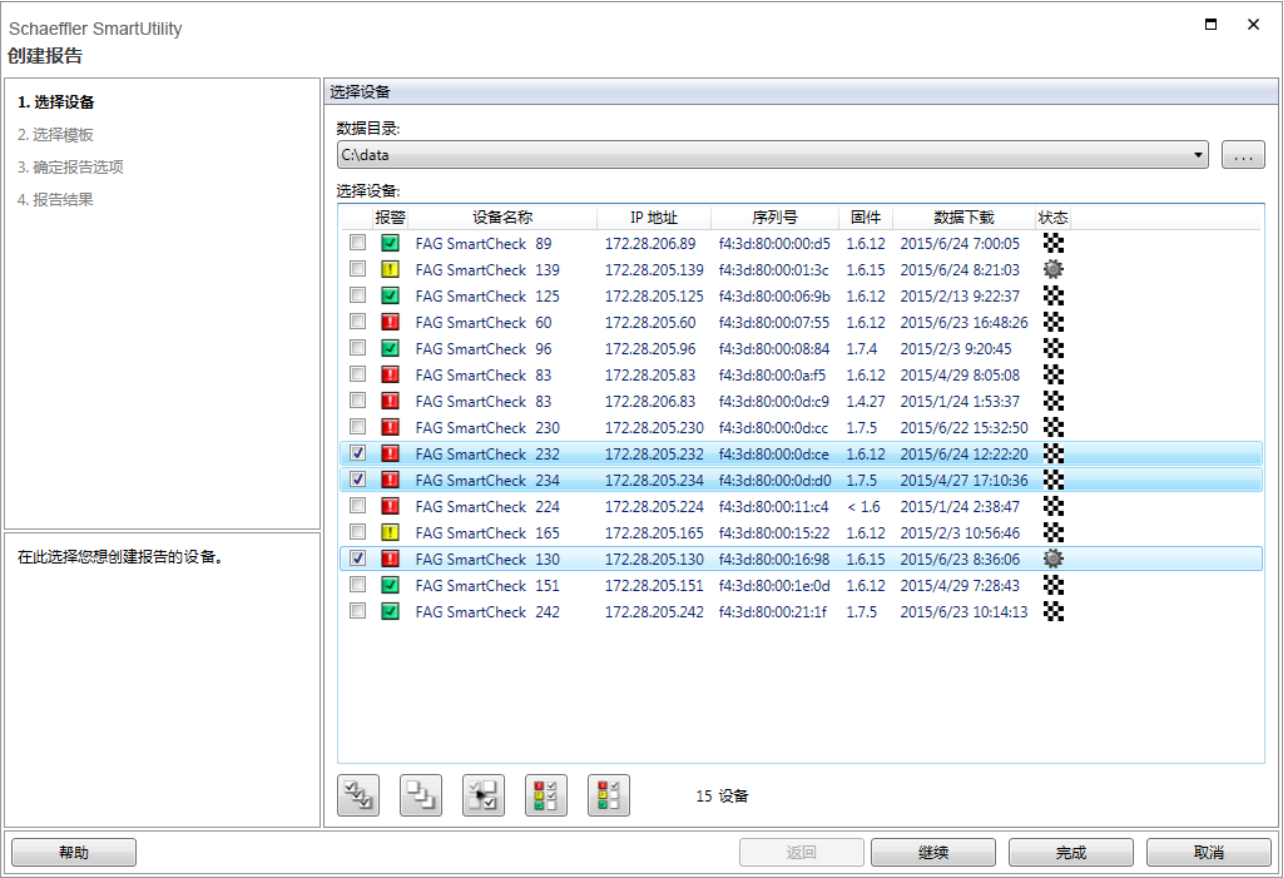 Schaeffler SmartUtility
创建报告
1. 选择设备
2. 选择模板
3. 确定报告选项
4. 报告结果
在此选择您想创建报告的设备。
选择设备
数据目录:
C:\data
...
选择设备:
报警 设备名称 IP 地址 序列号 固件 数据下载 状态
FAG SmartCheck 89 172.28.206.89 f4:3d:80:00:00:d5 1.6.12 2015/6/24 7:00:05
FAG SmartCheck 139 172.28.205.139 f4:3d:80:00:01:3c 1.6.15 2015/6/24 8:21:03
FAG SmartCheck 125 172.28.205.125 f4:3d:80:00:06:9b 1.6.12 2015/2/13 9:22:37
FAG SmartCheck 60 172.28.205.60 f4:3d:80:00:07:55 1.6.12 2015/6/23 16:48:26
FAG SmartCheck 96 172.28.205.96 f4:3d:80:00:08:84 1.7.4 2015/2/3 9:20:45
FAG SmartCheck 83 172.28.205.83 f4:3d:80:00:0a:f5 1.6.12 2015/4/29 8:05:08
FAG SmartCheck 83 172.28.206.83 f4:3d:80:00:0d:c9 1.4.27 2015/1/24 1:53:37
FAG SmartCheck 230 172.28.205.230 f4:3d:80:00:0d:cc 1.7.5 2015/6/22 15:32:50
FAG SmartCheck 232 172.28.205.232 f4:3d:80:00:0d:ce 1.6.12 2015/6/24 12:22:20
FAG SmartCheck 234 172.28.205.234 f4:3d:80:00:0d:d0 1.7.5 2015/4/27 17:10:36
FAG SmartCheck 224 172.28.205.224 f4:3d:80:00:11:c4 < 1.6 2015/1/24 2:38:47
FAG SmartCheck 165 172.28.205.165 f4:3d:80:00:15:22 1.6.12 2015/2/3 10:56:46
FAG SmartCheck 130 172.28.205.130 f4:3d:80:00:16:98 1.6.15 2015/6/23 8:36:06
FAG SmartCheck 151 172.28.205.151 f4:3d:80:00:1e:0d 1.6.12 2015/4/29 7:28:43
FAG SmartCheck 242 172.28.205.242 f4:3d:80:00:21:1f 1.7.5 2015/6/23 10:14:13
15 设备
帮助 返回 继续 完成 取消